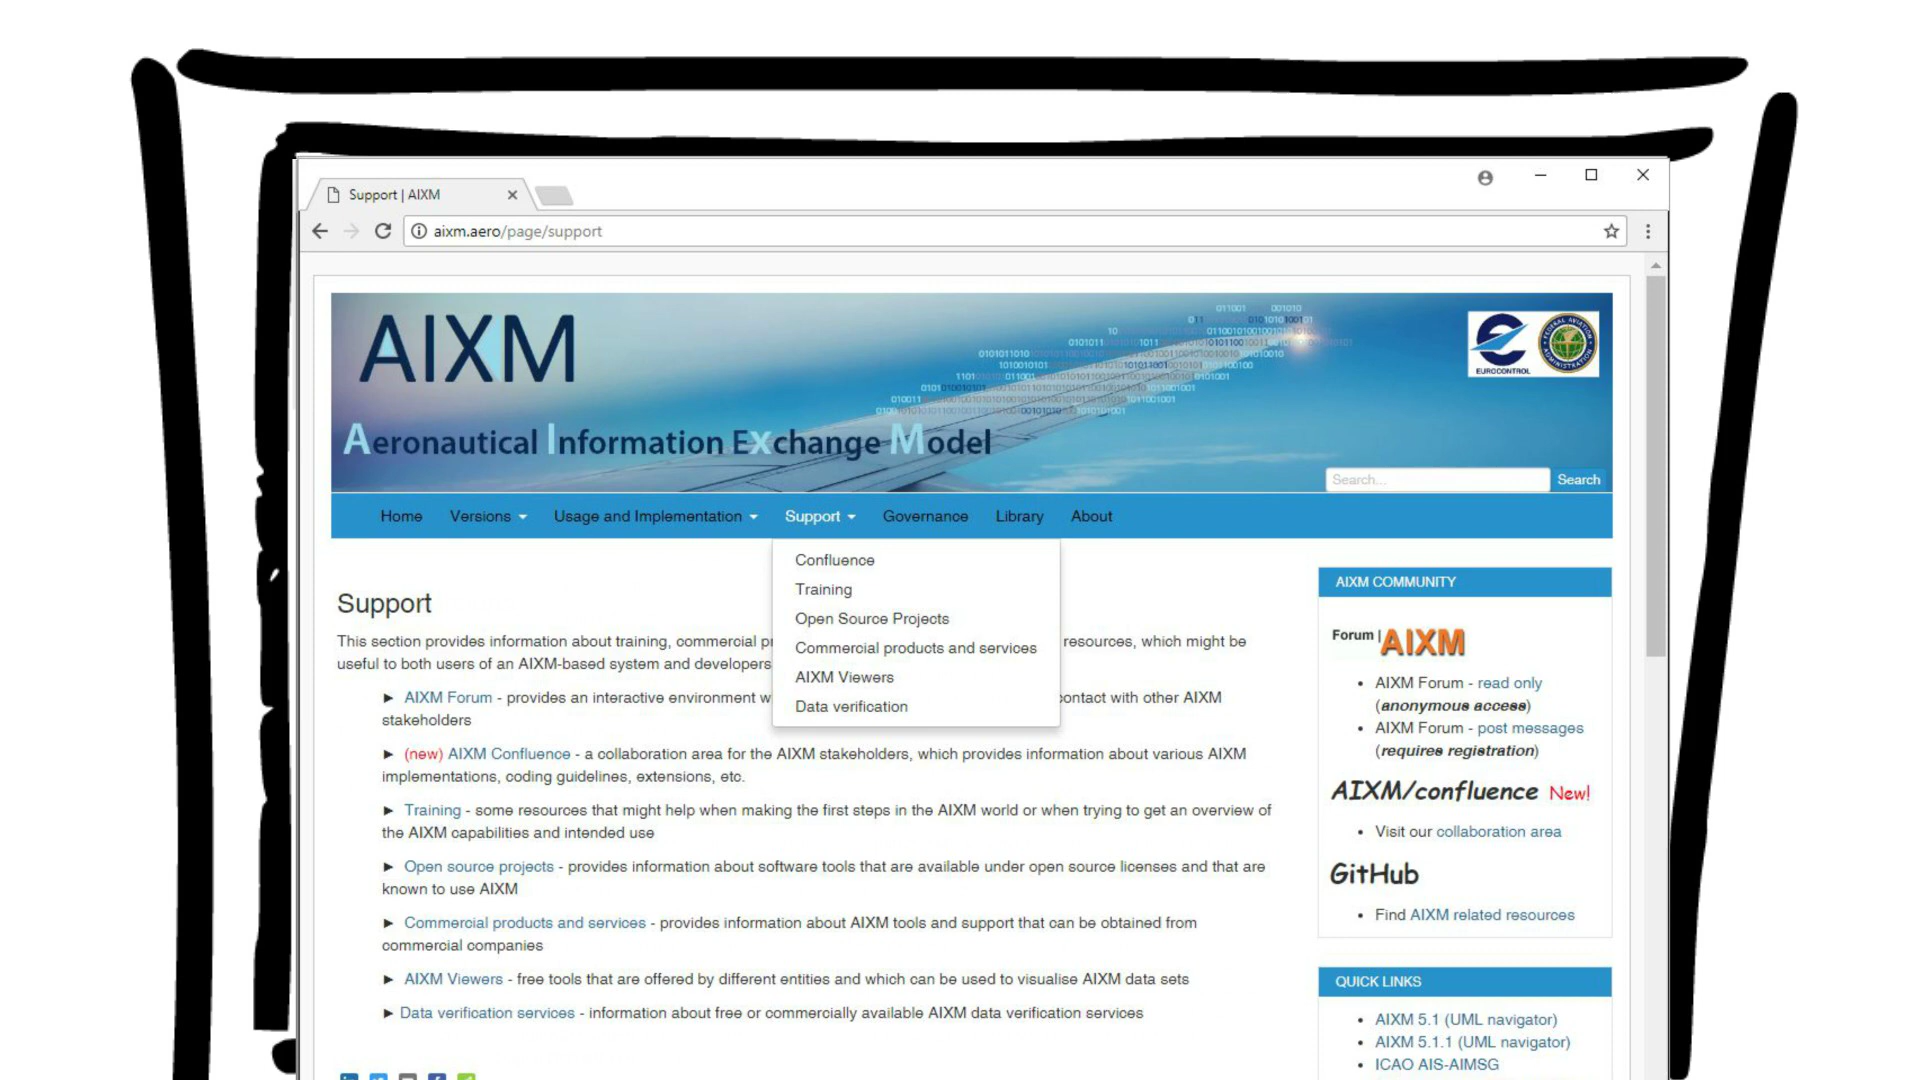 Support | AIXM
aixm.aero/page/support
AIXM
Aeronautical Information Exchange Model
EUROCONTROL
FEDERAL AVIATION ADMINISTRATION
Search...
Search
Home
Versions
Usage and Implementation
Support
Governance
Library
About
Confluence
Training
Open Source Projects
Commercial products and services
AIXM Viewers
Data verification
Support
This section provides information about training, commercial pr resources, which might be
useful to both users of an AIXM-based system and developers
► AIXM Forum - provides an interactive environment w contact with other AIXM
stakeholders
► (new) AIXM Confluence - a collaboration area for the AIXM stakeholders, which provides information about various AIXM
implementations, coding guidelines, extensions, etc.
► Training - some resources that might help when making the first steps in the AIXM world or when trying to get an overview of
the AIXM capabilities and intended use
► Open source projects - provides information about software tools that are available under open source licenses and that are
known to use AIXM
► Commercial products and services - provides information about AIXM tools and support that can be obtained from
commercial companies
► AIXM Viewers - free tools that are offered by different entities and which can be used to visualise AIXM data sets
► Data verification services - information about free or commercially available AIXM data verification services
AIXM COMMUNITY
Forum | AIXM
• AIXM Forum - read only
(anonymous access)
• AIXM Forum - post messages
(requires registration)
AIXM/confluence New!
• Visit our collaboration area
GitHub
• Find AIXM related resources
QUICK LINKS
• AIXM 5.1 (UML navigator)
• AIXM 5.1.1 (UML navigator)
• ICAO AIS-AIMSG